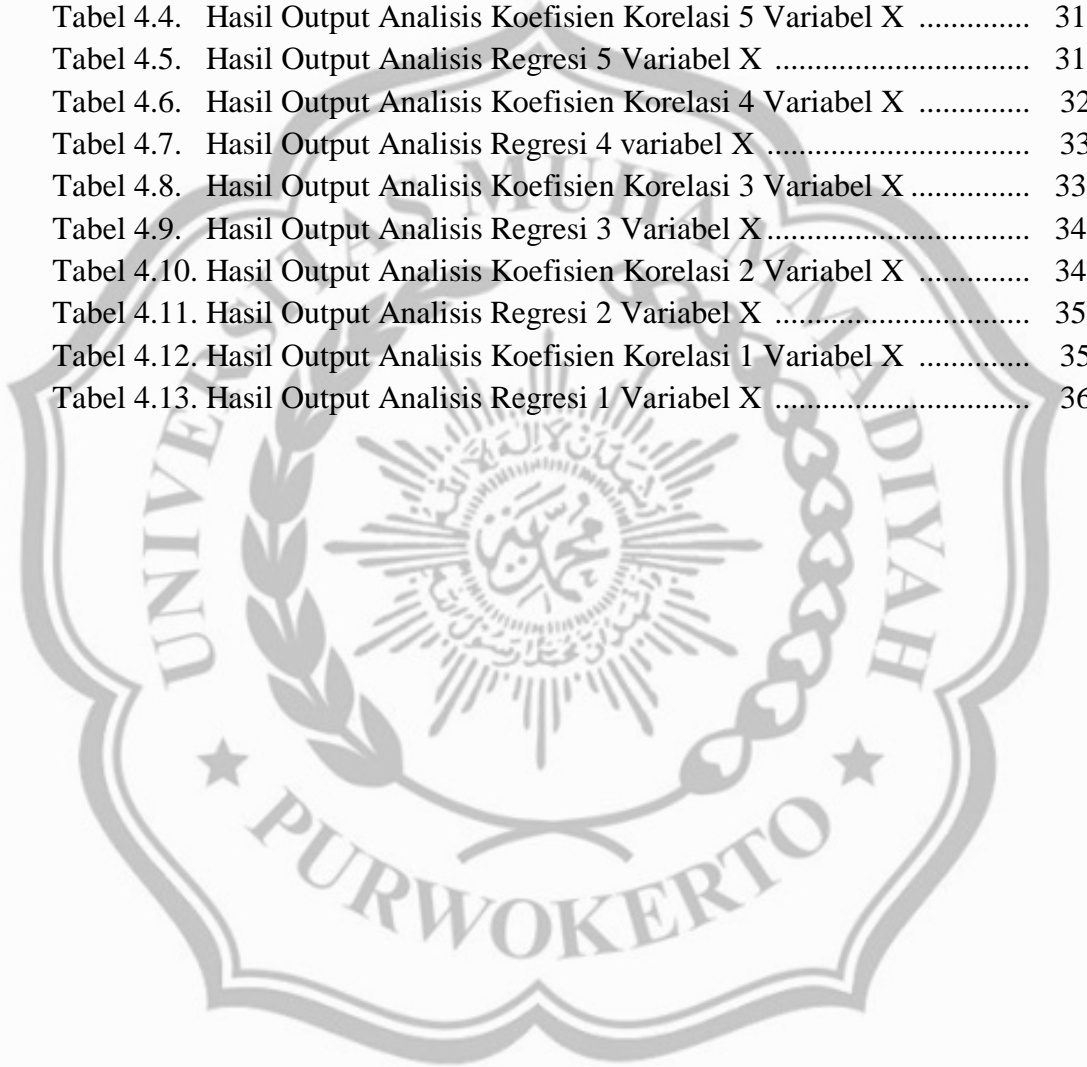 Tabel 4.4. Hasil Output Analisis Koefisien Korelasi 5 Variabel X .............. 31
Tabel 4.5. Hasil Output Analisis Regresi 5 Variabel X ................................ 31
Tabel 4.6. Hasil Output Analisis Koefisien Korelasi 4 Variabel X .............. 32
Tabel 4.7. Hasil Output Analisis Regresi 4 variabel X ................................. 33
Tabel 4.8. Hasil Output Analisis Koefisien Korelasi 3 Variabel X ............... 33
Tabel 4.9. Hasil Output Analisis Regresi 3 Variabel X ................................. 34
Tabel 4.10. Hasil Output Analisis Koefisien Korelasi 2 Variabel X .............. 34
Tabel 4.11. Hasil Output Analisis Regresi 2 Variabel X ................................ 35
Tabel 4.12. Hasil Output Analisis Koefisien Korelasi 1 Variabel X .............. 35
Tabel 4.13. Hasil Output Analisis Regresi 1 Variabel X ................................ 36
UNIVERSITAS MUHAMMADIYAH
PURWOKERTO